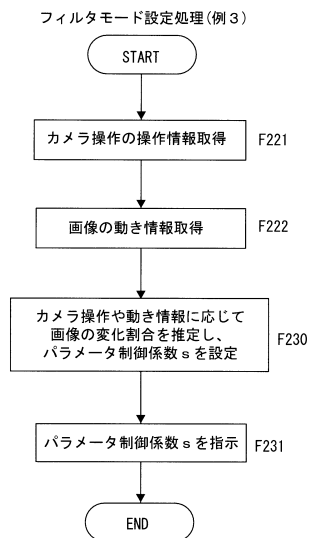 フィルタモード設定処理(例3)
START
カメラ操作の操作情報取得 F221
画像の動き情報取得 F222
カメラ操作や動き情報に応じて
画像の変化割合を推定し、
パラメータ制御係数sを設定
F230
パラメータ制御係数sを指示 F231
END